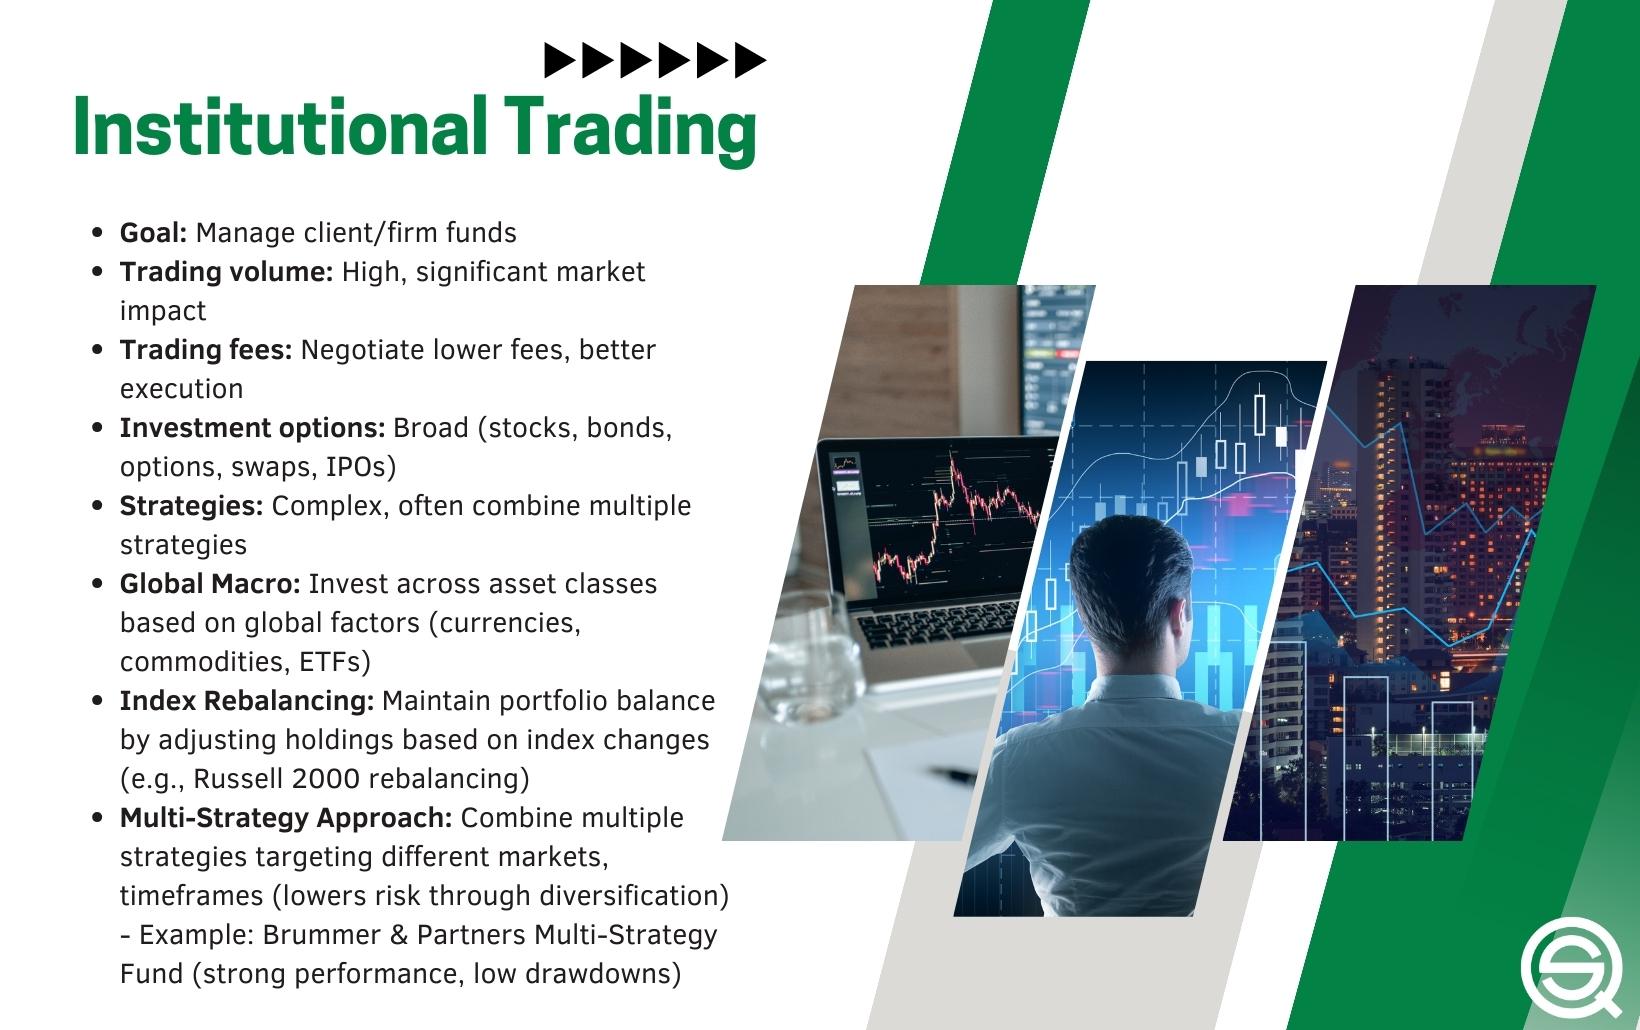 Institutional Trading
• Goal: Manage client/firm funds
• Trading volume: High, significant market
impact
• Trading fees: Negotiate lower fees, better
execution
• Investment options: Broad (stocks, bonds,
options, swaps, IPOs)
• Strategies: Complex, often combine multiple
strategies
• Global Macro: Invest across asset classes
based on global factors (currencies,
commodities, ETFs)
• Index Rebalancing: Maintain portfolio balance
by adjusting holdings based on index changes
(e.g., Russell 2000 rebalancing)
• Multi-Strategy Approach: Combine multiple
strategies targeting different markets,
timeframes (lowers risk through diversification)
- Example: Brummer & Partners Multi-Strategy
Fund (strong performance, low drawdowns)